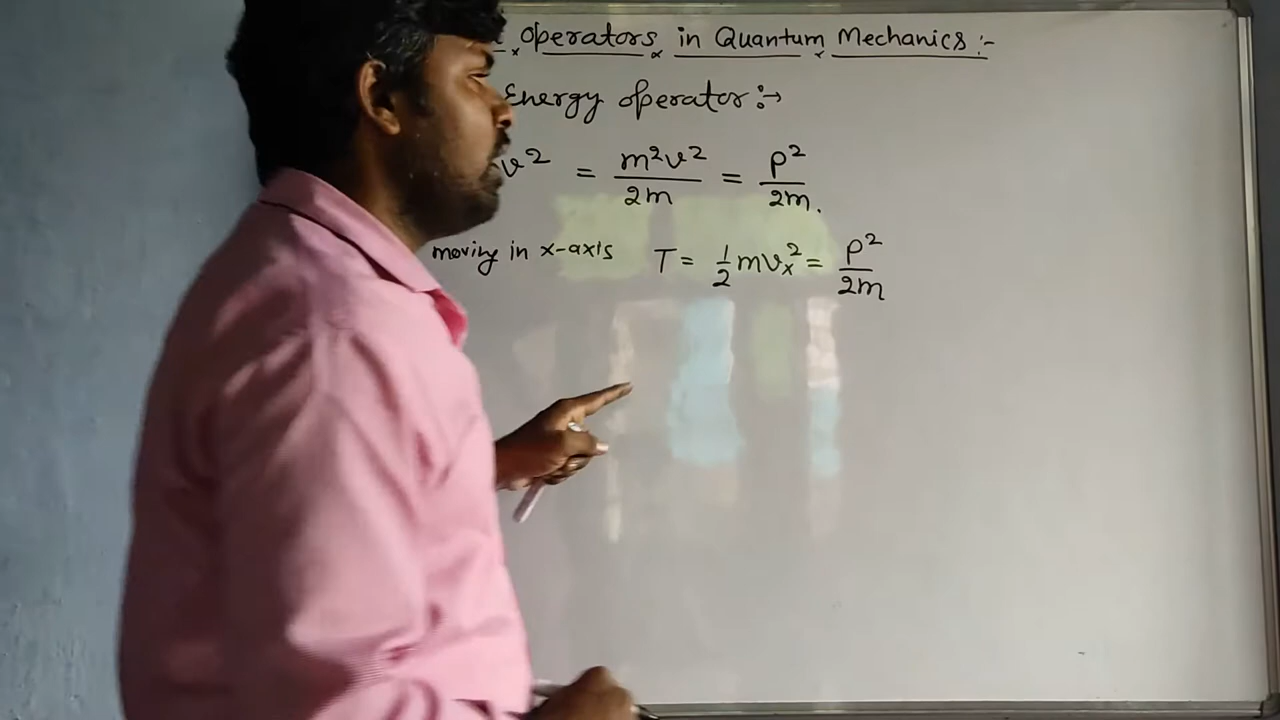 Operators in Quantum Mechanics :-
Energy operator :→
v² = m²v²/2m = P²/2m.
moving in x-axis T = 1/2 mvₓ² = P²/2m